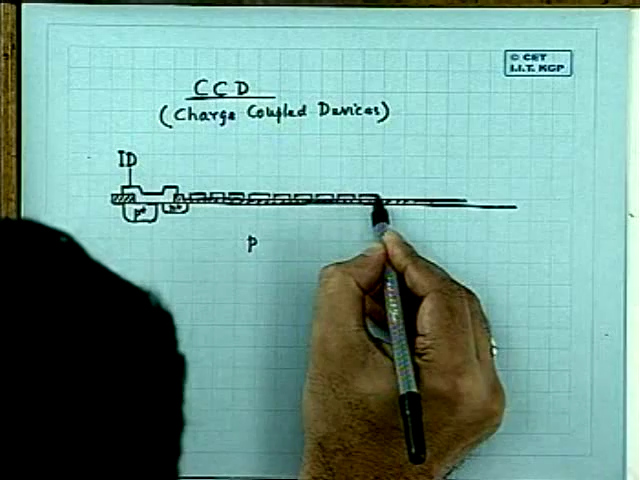 © CET
I.I.T. KGP
CCD
(Charge Coupled Devices)
ID
p+ n+
p